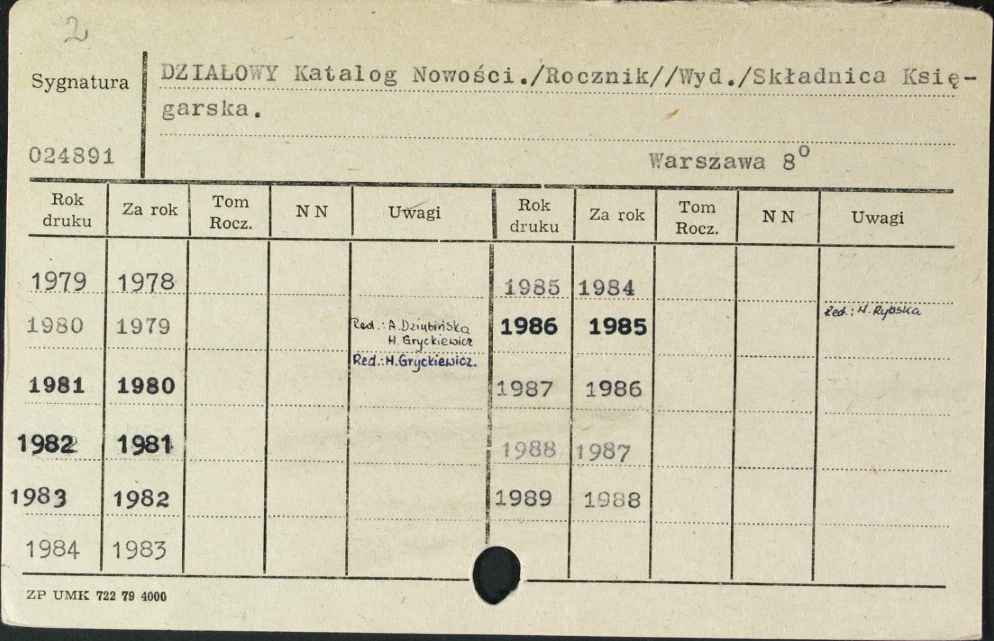 2
Sygnatura
DZIAŁOWY Katalog Nowości./Rocznik//Wyd./Składnica Księ-
garska.
024891
Warszawa 8o
Rok druku Za rok Tom Rocz. N N Uwagi Rok druku Za rok Tom Rocz. N N Uwagi
1979 1978 1985 1984
1980 1979 Red.: A.Dziubińska 1986 1985 Red.: H. Rybska
H. Gryckiewicz
Red.: H.Gryckiewicz.
1981 1980 1987 1986
1982 1981 1988 1987
1983 1982 1989 1988
1984 1983
ZP UMK 722 79 4000